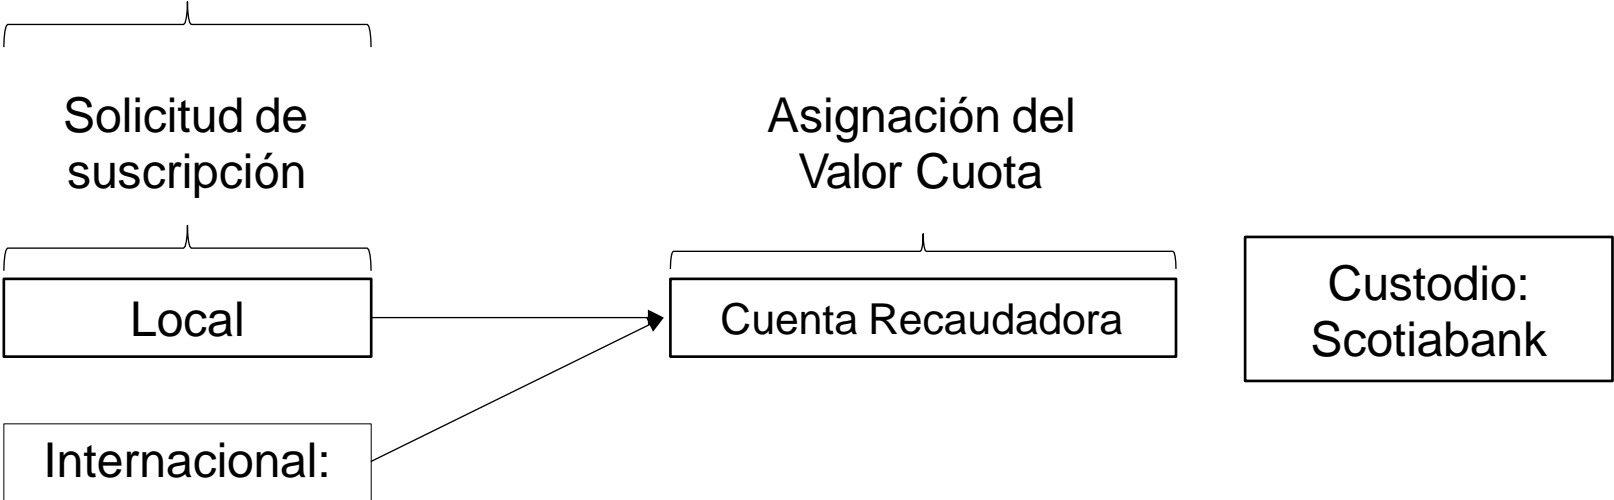 Solicitud de
suscripción
Asignación del
Valor Cuota
Local
Cuenta Recaudadora
Custodio:
Scotiabank
Internacional: